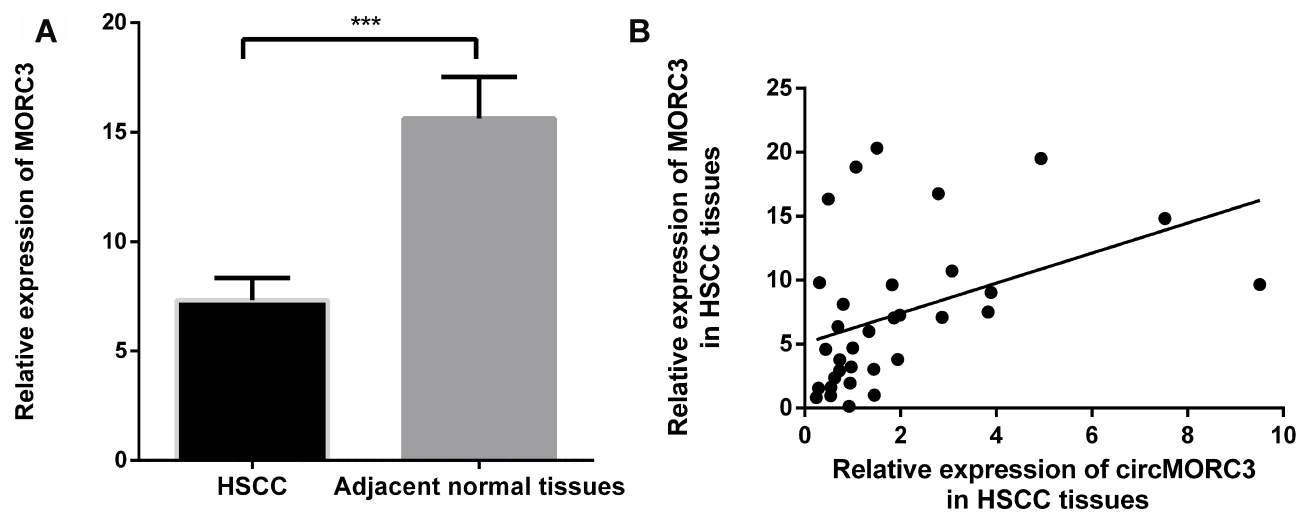 A
Relative expression of MORC3
20
15
10
5
0
***
HSCC
Adjacent normal tissues
B
Relative expression of MORC3
in HSCC tissues
25
20
15
10
5
0
0 2 4 6 8 10
Relative expression of circMORC3
in HSCC tissues